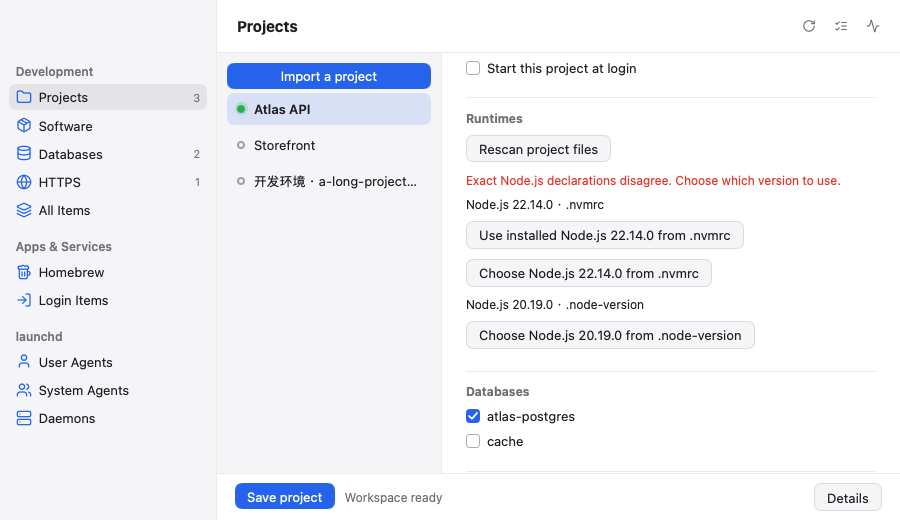 Projects
Development
Projects 3
Software
Databases 2
HTTPS 1
All Items
Apps & Services
Homebrew
Login Items
launchd
User Agents
System Agents
Daemons
Import a project
Atlas API
Storefront
开发环境 · a-long-project...
Start this project at login
Runtimes
Rescan project files
Exact Node.js declarations disagree. Choose which version to use.
Node.js 22.14.0 · .nvmrc
Use installed Node.js 22.14.0 from .nvmrc
Choose Node.js 22.14.0 from .nvmrc
Node.js 20.19.0 · .node-version
Choose Node.js 20.19.0 from .node-version
Databases
atlas-postgres
cache
Save project
Workspace ready
Details